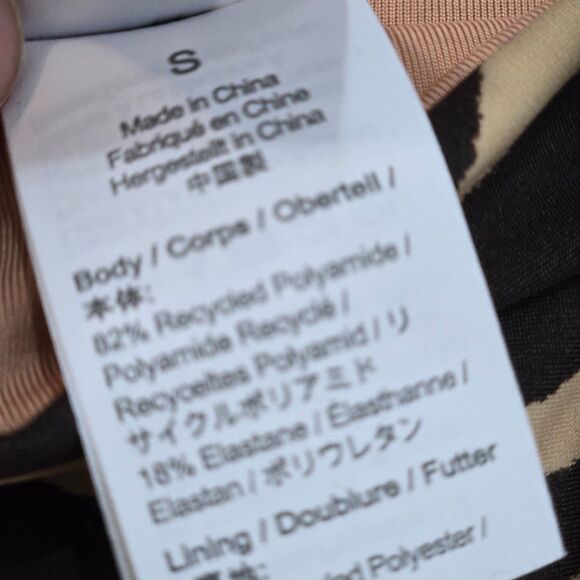 S
Made in China
Fabriqué en Chine
Hergestellt in China
中国製
Body / Corps / Oberteil /
本体:
82% Recycled Polyamide /
Polyamide Recyclé /
Recyceltes Polyamid / リ
サイクルポリアミド
18% Elastane / Élasthanne /
Elastan / ポリウレタン
Lining / Doublure / Futter
Recycled Polyester /